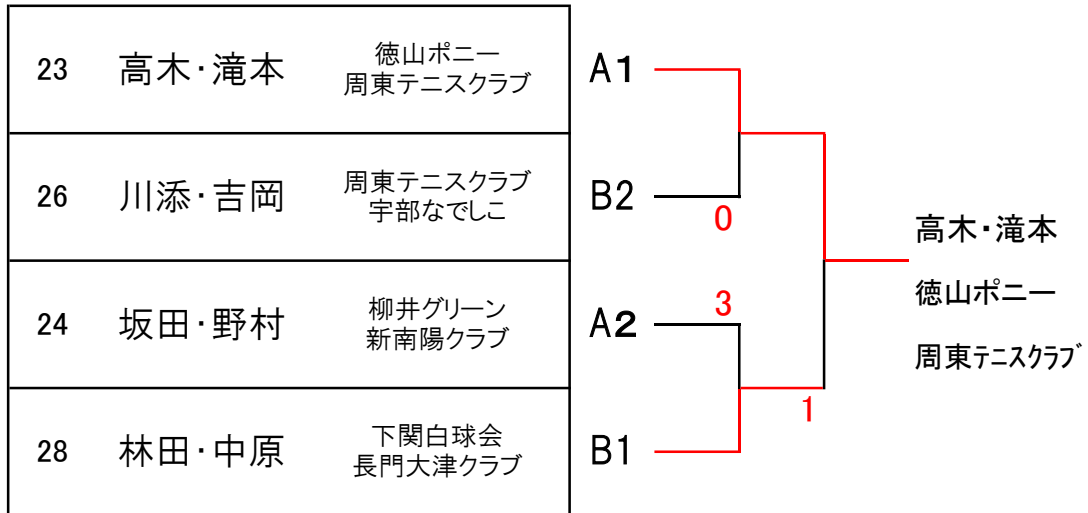 23 高木・滝本 徳山ポニー
周東テニスクラブ A1
26 川添・吉岡 周東テニスクラブ
宇部なでしこ B2
0
24 坂田・野村 柳井グリーン
新南陽クラブ A2
3
28 林田・中原 下関白球会
長門大津クラブ B1
1
高木・滝本
徳山ポニー
周東ﾃﾆｽｸﾗﾌﾞ